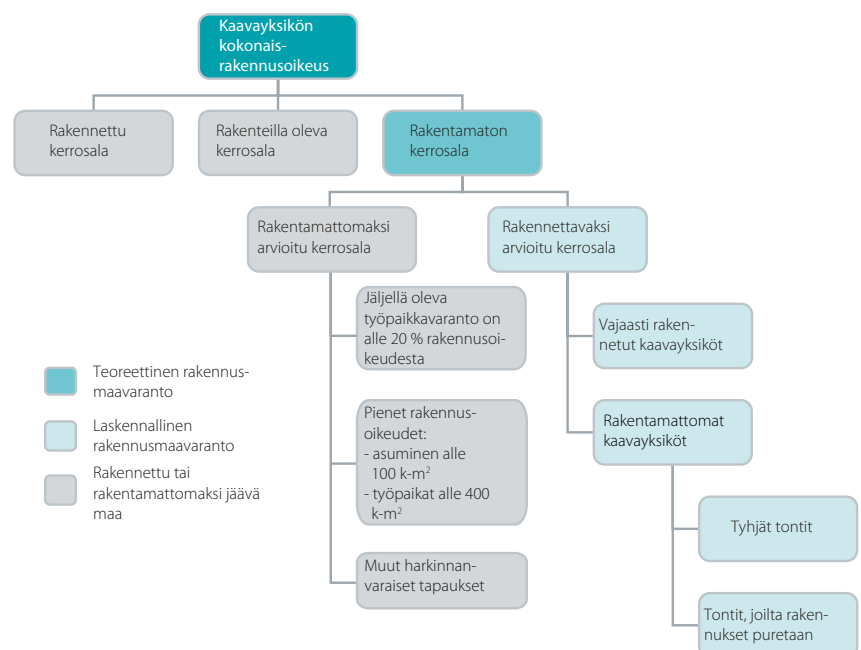 Kaavayksikön
kokonais-
rakennusoikeus
Rakennettu
kerrosala
Rakenteilla oleva
kerrosala
Rakentamaton
kerrosala
Rakentamattomaksi
arvioitu kerrosala
Rakennettavaksi
arvioitu kerrosala
Jäljellä oleva
työpaikkavaranto on
alle 20 % rakennusoi-
keudesta
Pienet rakennus-
oikeudet:
- asuminen alle
100 k-m²
- työpaikat alle 400
k-m²
Muut harkinnan-
varaiset tapaukset
Vajaasti raken-
netut kaavayksiköt
Rakentamattomat
kaavayksiköt
Tyhjät tontit
Tontit, joilta raken-
nukset puretaan
Teoreettinen rakennus-
maavaranto
Laskennallinen
rakennusmaavaranto
Rakennettu tai
rakentamattomaksi jäävä
maa